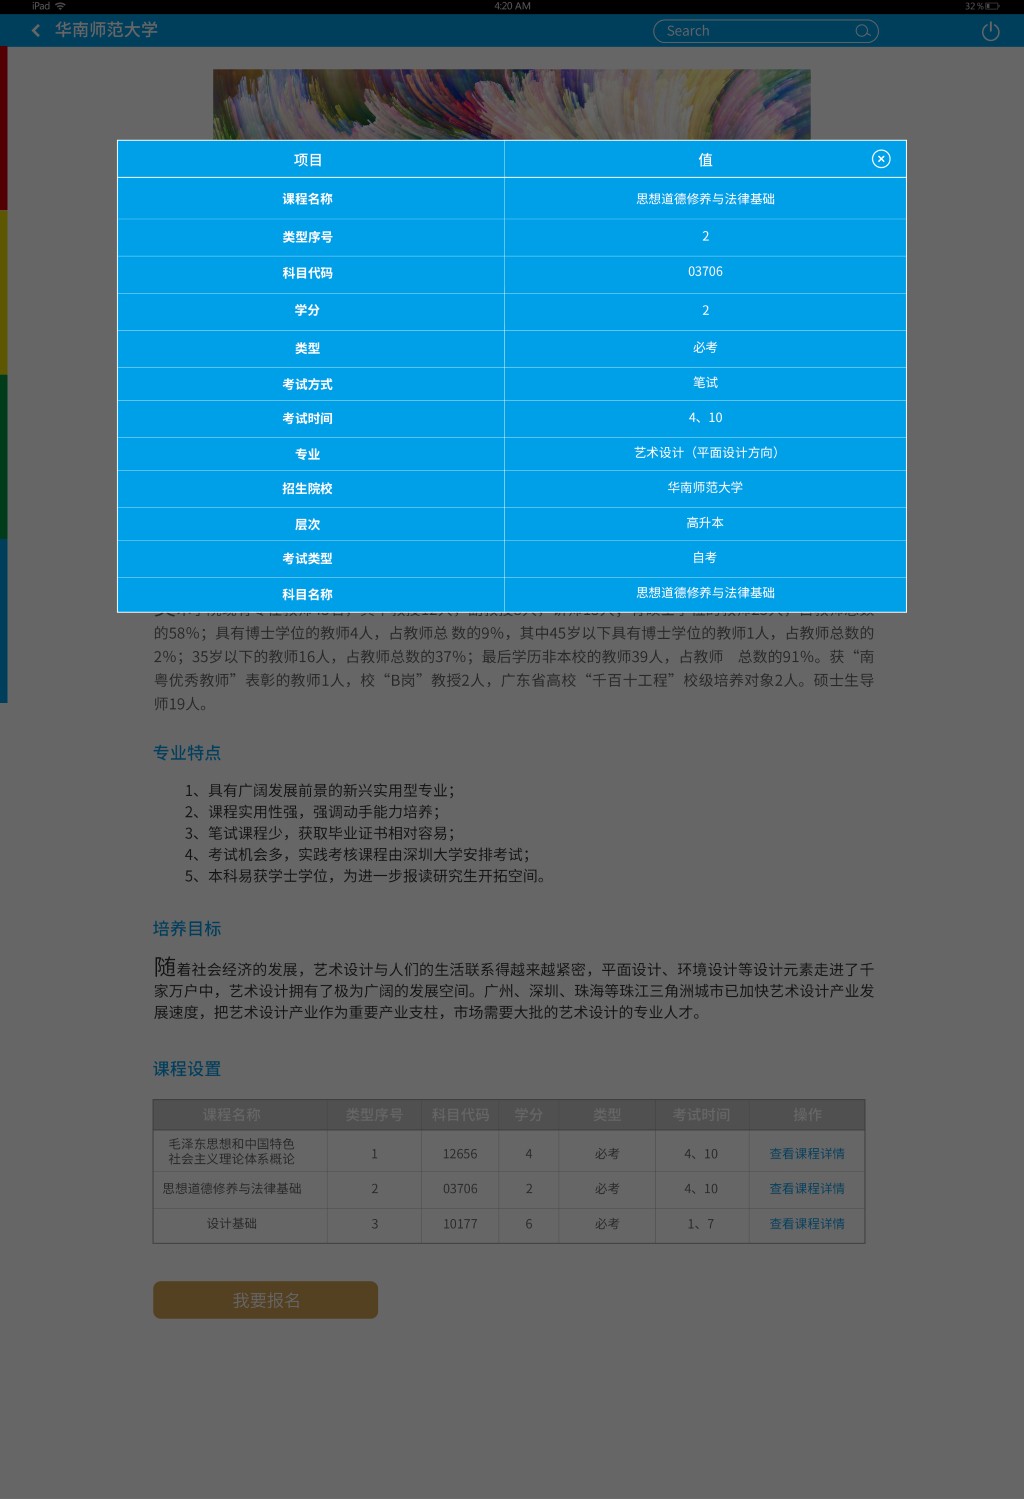 iPad 4:20 AM 32%
华南师范大学 Search
项目 值
课程名称 思想道德修养与法律基础
类型序号 2
科目代码 03706
学分 2
类型 必考
考试方式 笔试
考试时间 4、10
专业 艺术设计（平面设计方向）
招生院校 华南师范大学
层次 高升本
考试类型 自考
科目名称 思想道德修养与法律基础
的58%；具有博士学位的教师4人，占教师总 数的9%，其中45岁以下具有博士学位的教师1人，占教师总数的
2%；35岁以下的教师16人，占教师总数的37%；最后学历非本校的教师39人，占教师 总数的91%。获“南
粤优秀教师”表彰的教师1人，校“B岗”教授2人，广东省高校“千百十工程”校级培养对象2人。硕士生导
师19人。
专业特点
1、具有广阔发展前景的新兴实用型专业；
2、课程实用性强，强调动手能力培养；
3、笔试课程少，获取毕业证书相对容易；
4、考试机会多，实践考核课程由深圳大学安排考试；
5、本科易获学士学位，为进一步报读研究生开拓空间。
培养目标
随着社会经济的发展，艺术设计与人们的生活联系得越来越紧密，平面设计、环境设计等设计元素走进了千
家万户中，艺术设计拥有了极为广阔的发展空间。广州、深圳、珠海等珠江三角洲城市已加快艺术设计产业发
展速度，把艺术设计产业作为重要产业支柱，市场需要大批的艺术设计的专业人才。
课程设置
课程名称 类型序号 科目代码 学分 类型 考试时间 操作
毛泽东思想和中国特色
社会主义理论体系概论 1 12656 4 必考 4、10 查看课程详情
思想道德修养与法律基础 2 03706 2 必考 4、10 查看课程详情
设计基础 3 10177 6 必考 1、7 查看课程详情
我要报名